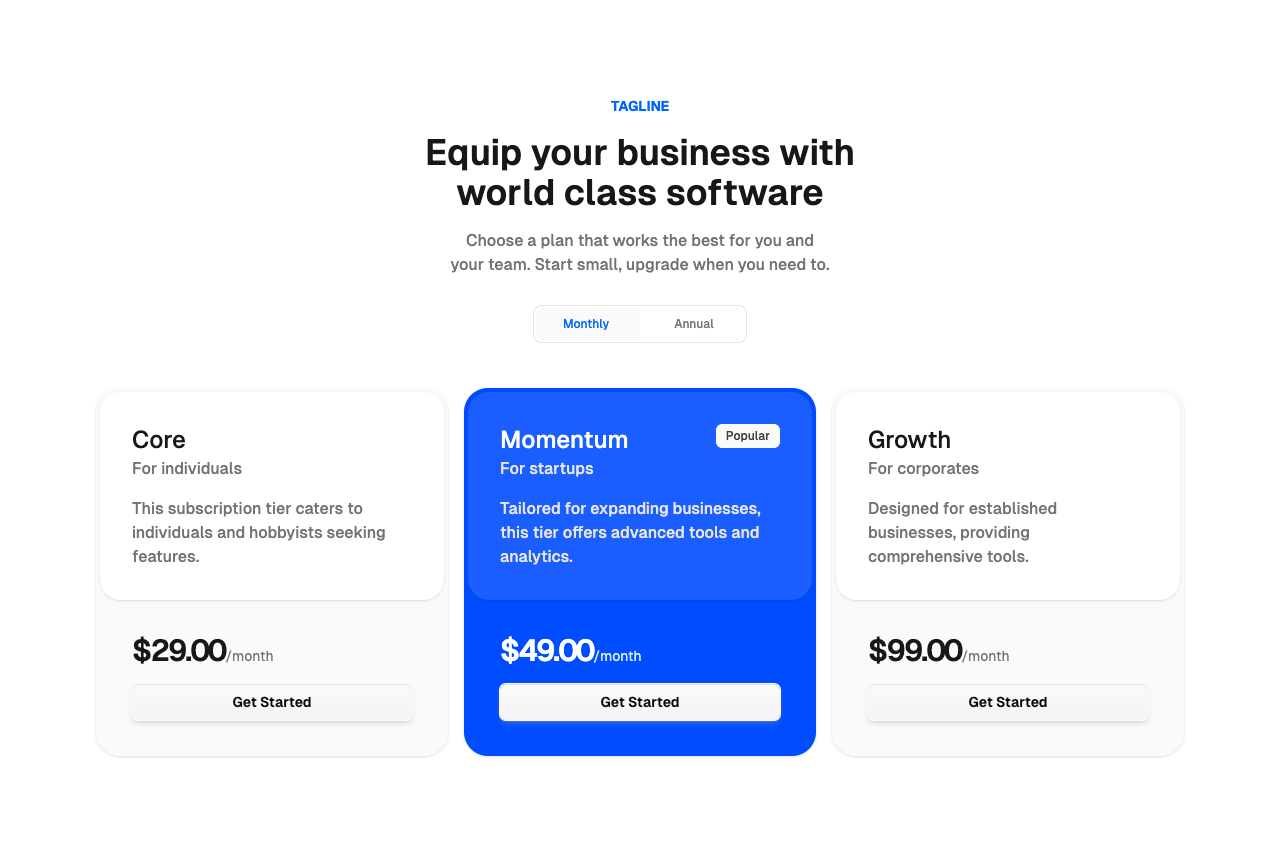 TAGLINE
Equip your business with
world class software
Choose a plan that works the best for you and
your team. Start small, upgrade when you need to.
Monthly
Annual
Core
For individuals
This subscription tier caters to
individuals and hobbyists seeking
features.
$29.00/month
Get Started
Momentum
Popular
For startups
Tailored for expanding businesses,
this tier offers advanced tools and
analytics.
$49.00/month
Get Started
Growth
For corporates
Designed for established
businesses, providing
comprehensive tools.
$99.00/month
Get Started